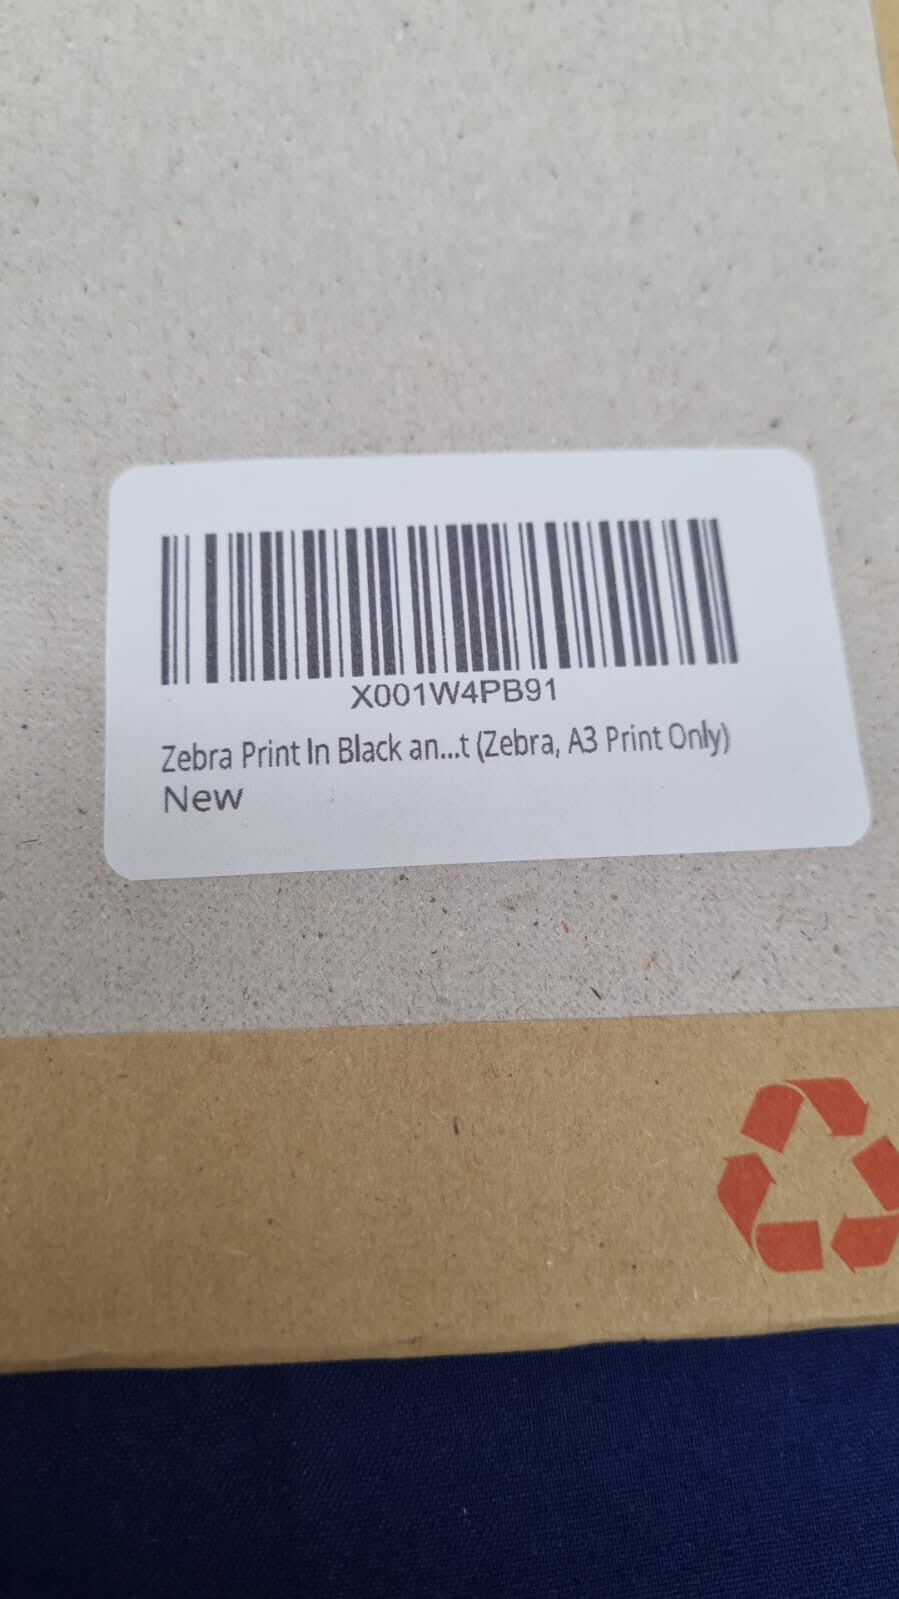 X001W4PB91
Zebra Print In Black an...t (Zebra, A3 Print Only)
New